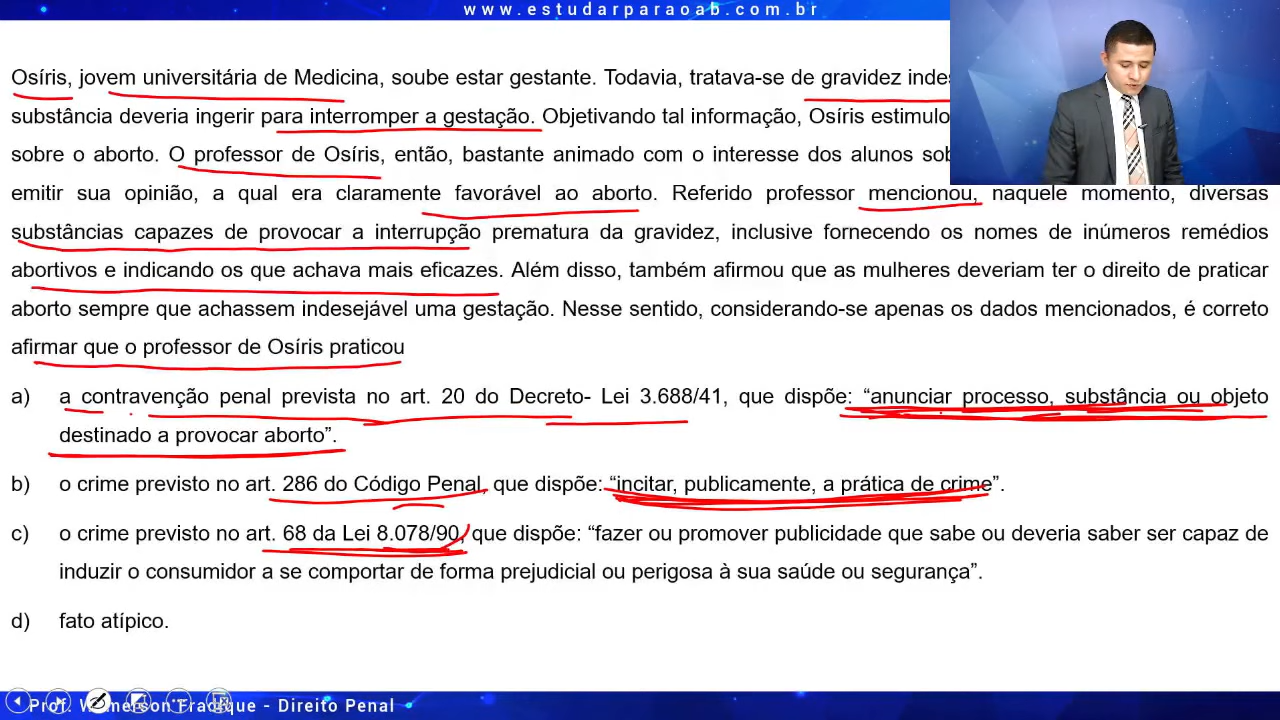 www.estudarparaoab.com.br
Osíris, jovem universitária de Medicina, soube estar gestante. Todavia, tratava-se de gravidez
substância deveria ingerir para interromper a gestação. Objetivando tal informação, Osíris
sobre o aborto. O professor de Osíris, então, bastante animado com o interesse dos alunos
emitir sua opinião, a qual era claramente favorável ao aborto. Referido professor mencionou, naquele momento, diversas
substâncias capazes de provocar a interrupção prematura da gravidez, inclusive fornecendo os nomes de inúmeros remédios
abortivos e indicando os que achava mais eficazes. Além disso, também afirmou que as mulheres deveriam ter o direito de praticar
aborto sempre que achassem indesejável uma gestação. Nesse sentido, considerando-se apenas os dados mencionados, é correto
afirmar que o professor de Osíris praticou
a) a contravenção penal prevista no art. 20 do Decreto- Lei 3.688/41, que dispõe: “anunciar processo, substância ou objeto
destinado a provocar aborto”.
b) o crime previsto no art. 286 do Código Penal, que dispõe: “incitar, publicamente, a prática de crime”.
c) o crime previsto no art. 68 da Lei 8.078/90, que dispõe: “fazer ou promover publicidade que sabe ou deveria saber ser capaz de
induzir o consumidor a se comportar de forma prejudicial ou perigosa à sua saúde ou segurança”.
d) fato atípico.
Prof. - Direito Penal